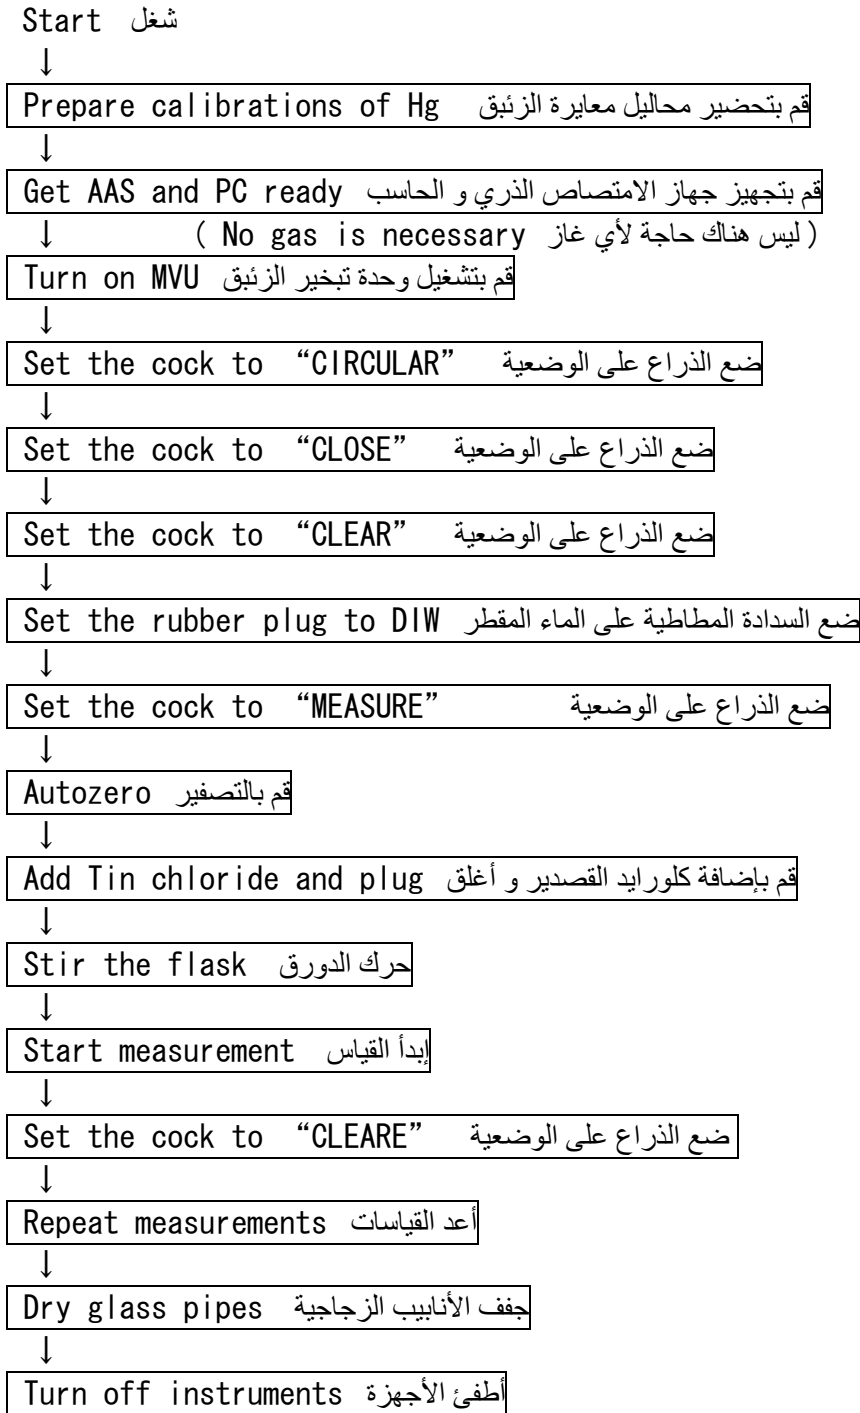 Start شغل
↓
Prepare calibrations of Hg قم بتحضير محاليل معايرة الزئبق
↓
Get AAS and PC ready قم بتجهيز جهاز الامتصاص الذري و الحاسب
↓ ( No gas is necessary ليس هناك حاجة لأي غاز )
Turn on MVU قم بتشغيل وحدة تبخير الزئبق
↓
Set the cock to “CIRCULAR” ضع الذراع على الوضعية
↓
Set the cock to “CLOSE” ضع الذراع على الوضعية
↓
Set the cock to “CLEAR” ضع الذراع على الوضعية
↓
Set the rubber plug to DIW ضع السدادة المطاطية على الماء المقطر
↓
Set the cock to “MEASURE” ضع الذراع على الوضعية
↓
Autozero قم بالتصفير
↓
Add Tin chloride and plug قم بإضافة كلورايد القصدير و أغلق
↓
Stir the flask حرك الدورق
↓
Start measurement إبدأ القياس
↓
Set the cock to “CLEARE” ضع الذراع على الوضعية
↓
Repeat measurements أعد القياسات
↓
Dry glass pipes جفف الأنابيب الزجاجية
↓
Turn off instruments أطفئ الأجهزة